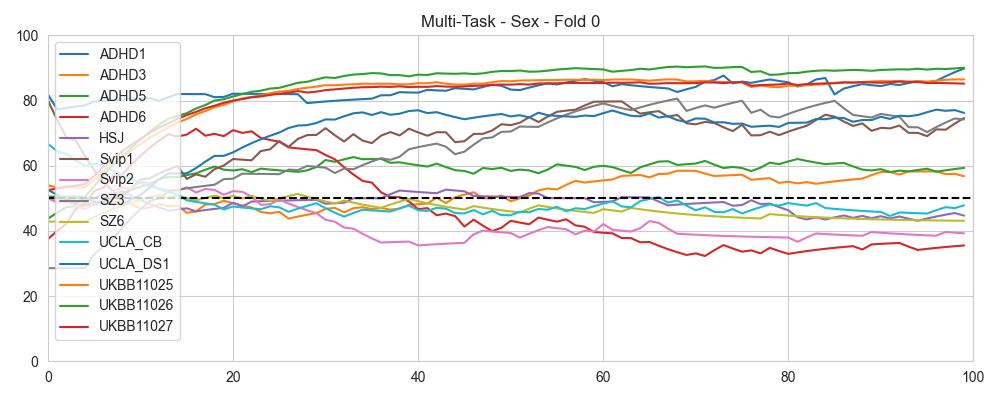 Multi-Task - Sex - Fold 0
100
80
60
40
20
0
ADHD1
ADHD3
ADHD5
ADHD6
HSJ
Svip1
Svip2
SZ3
SZ6
UCLA_CB
UCLA_DS1
UKBB11025
UKBB11026
UKBB11027
0 20 40 60 80 100